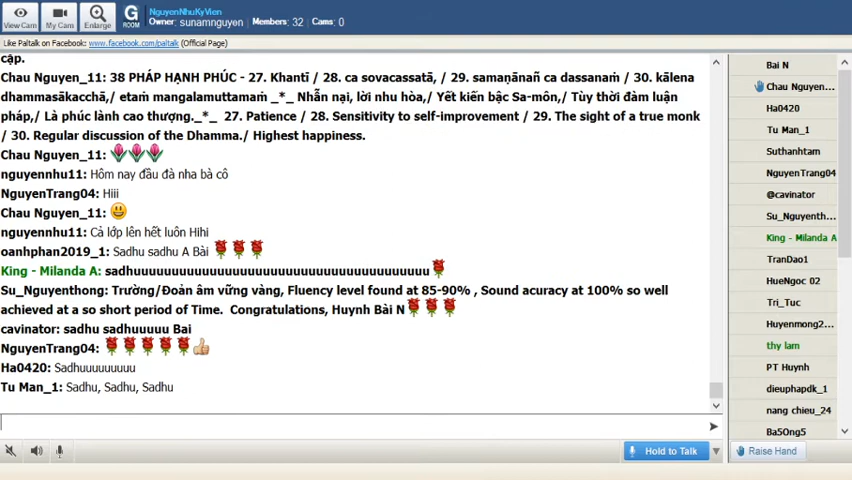 View Cam
My Cam
Enlarge
G
ROOM
NguyenNhuKyVien
Owner: sunamnguyen Members: 32 Cams: 0
Like Paltalk on Facebook: www.facebook.com/paltalk (Official Page)
cập.
Chau Nguyen_11: 38 PHÁP HẠNH PHÚC - 27. Khantī / 28. ca sovacassatā, / 29. samaṇānañ ca dassanaṁ / 30. kālena
dhammasākacchā,/ etaṁ mangalamuttamaṁ _*_ Nhẫn nại, lời nhu hòa,/ Yết kiến bậc Sa-môn,/ Tùy thời đàm luận
pháp,/ Là phúc lành cao thượng._*_ 27. Patience / 28. Sensitivity to self-improvement / 29. The sight of a true monk
/ 30. Regular discussion of the Dhamma./ Highest happiness.
Chau Nguyen_11:
nguyennhu11: Hôm nay đầu đà nha bà cô
NguyenTrang04: Hiii
Chau Nguyen_11:
nguyennhu11: Cả lớp lên hết luôn Hihi
oanhphan2019_1: Sadhu sadhu A Bài
King - Milanda A: sadhuuuuuuuuuuuuuuuuuuuuuuuuuuuuuuuuuuuuuuu
Su_Nguyenthong: Trường/Đoản âm vững vàng, Fluency level found at 85-90% , Sound acuracy at 100% so well
achieved at a so short period of Time. Congratulations, Huynh Bài N
cavinator: sadhu sadhuuuuu Bai
NguyenTrang04:
Ha0420: Sadhuuuuuuuuu
Tu Man_1: Sadhu, Sadhu, Sadhu
Hold to Talk
Bai N
Chau Nguyen...
Ha0420
Tu Man_1
Suthanhtam
NguyenTrang04
@cavinator
Su_Nguyenth...
King - Milanda A
TranDao1
HueNgoc 02
Tri_Tuc
Huyenmong2...
thy lam
PT Huynh
dieuphapdk_1
nang chieu_24
Ba5Ong5
Raise Hand